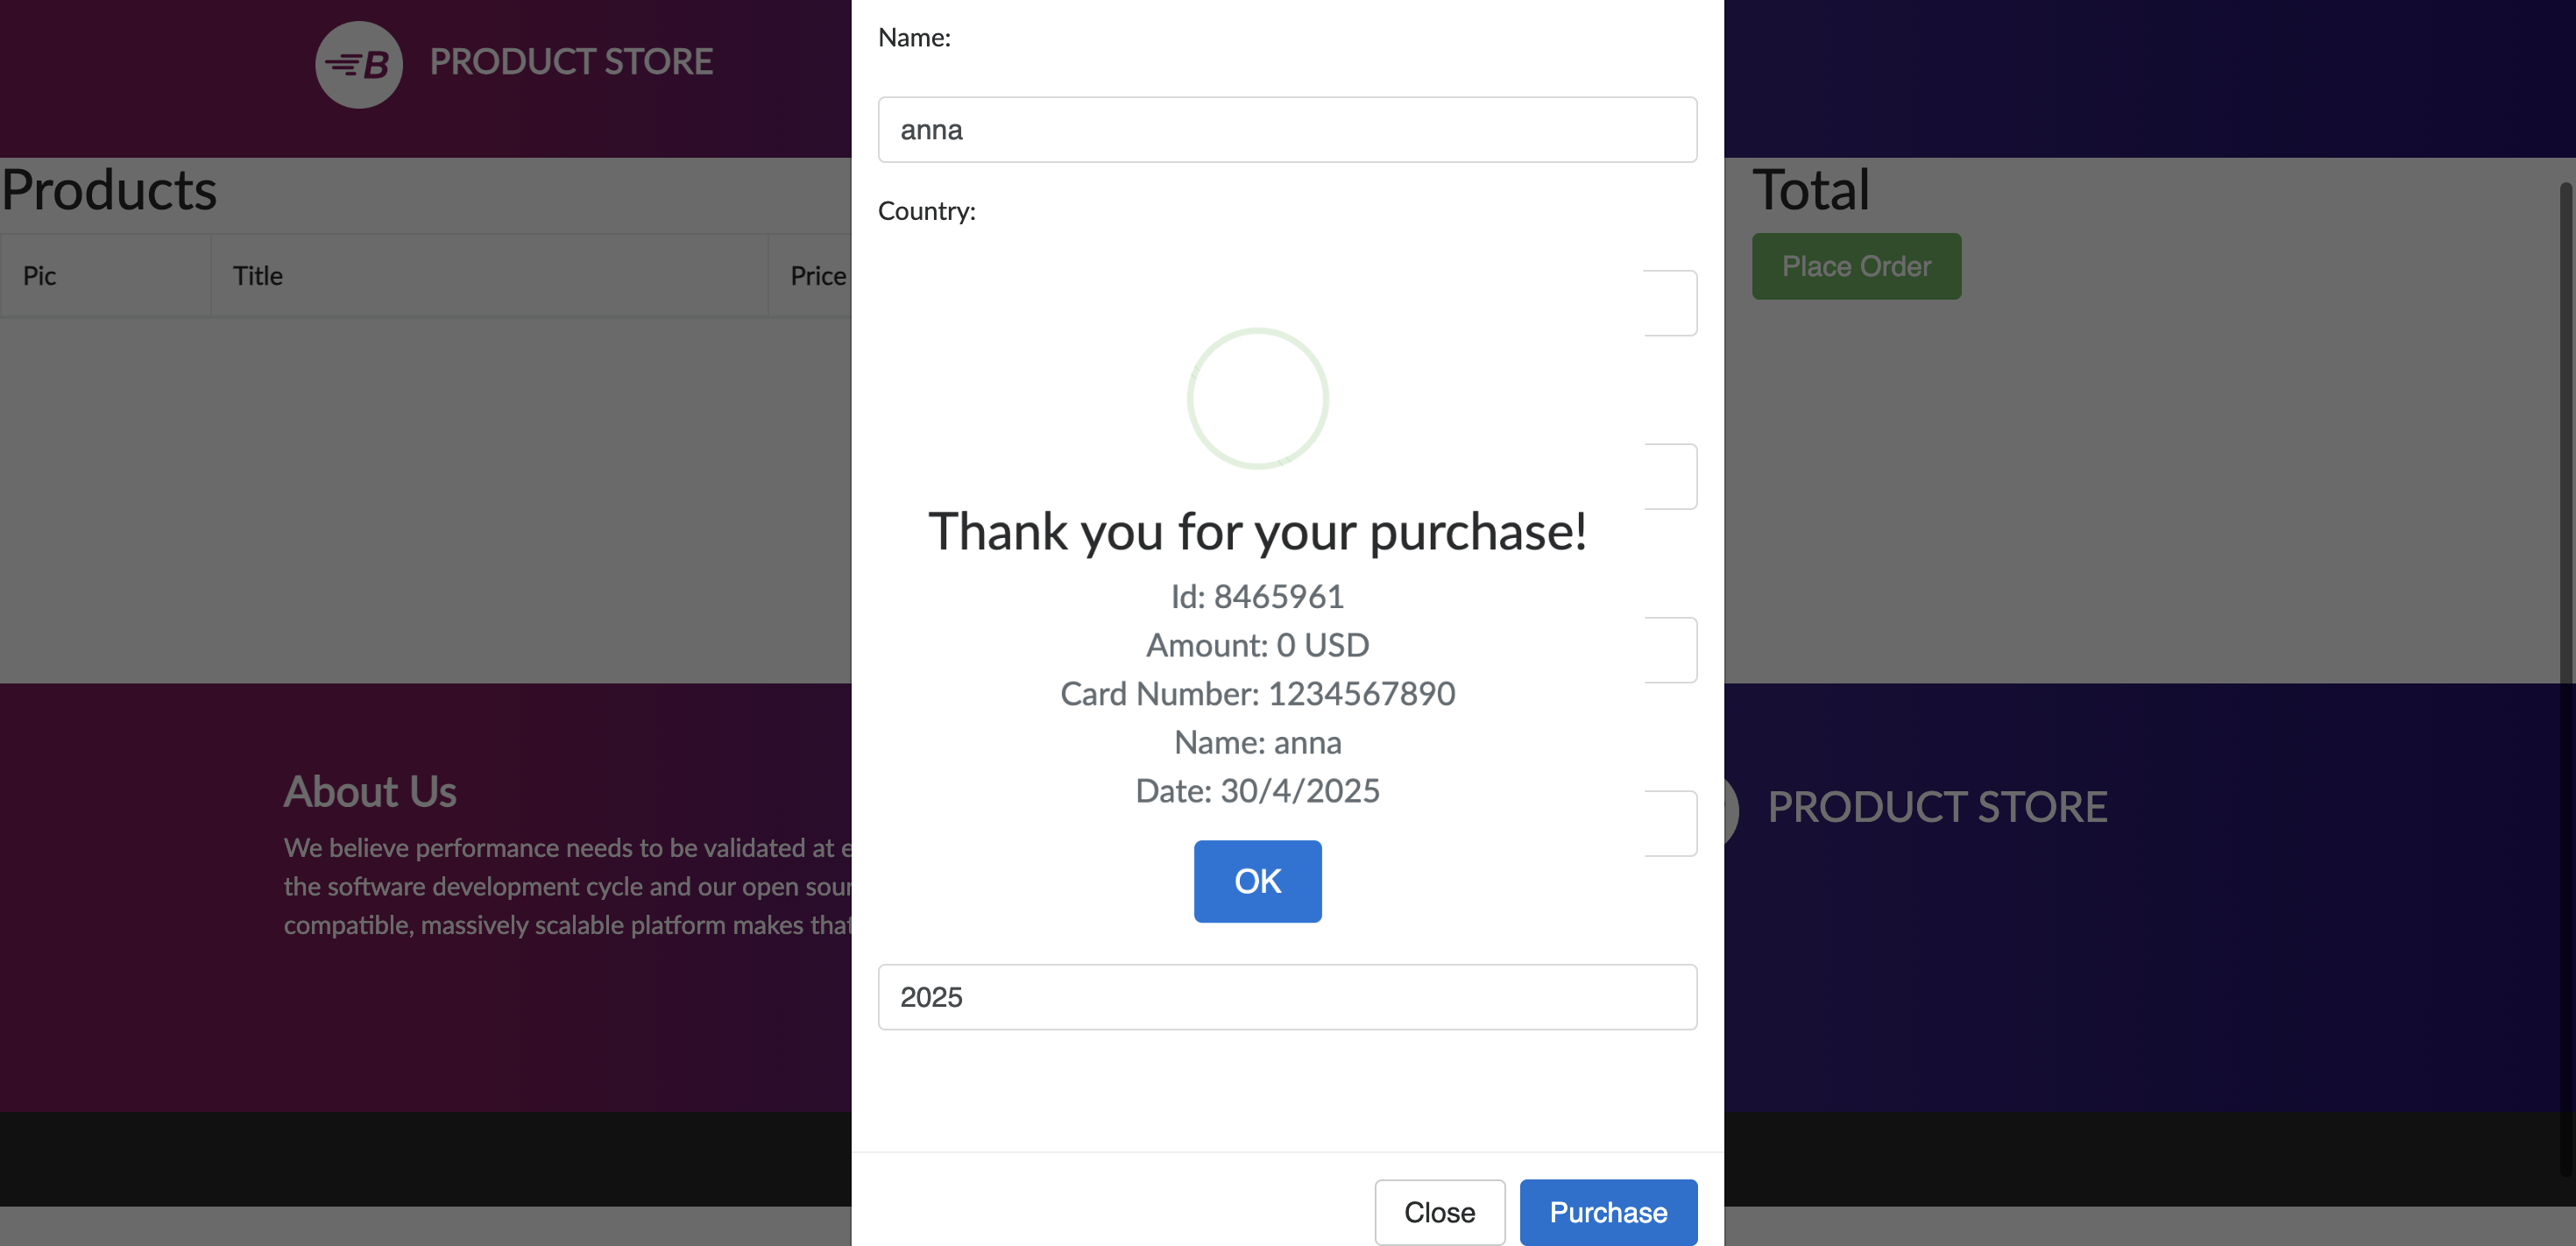 B PRODUCT STORE
Products
Pic Title Price
Name:
anna
Country:
Thank you for your purchase!
Id: 8465961
Amount: 0 USD
Card Number: 1234567890
Name: anna
Date: 30/4/2025
OK
2025
Close Purchase
Total
Place Order
About Us
We believe performance needs to be validated at e
the software development cycle and our open sour
compatible, massively scalable platform makes that
PRODUCT STORE